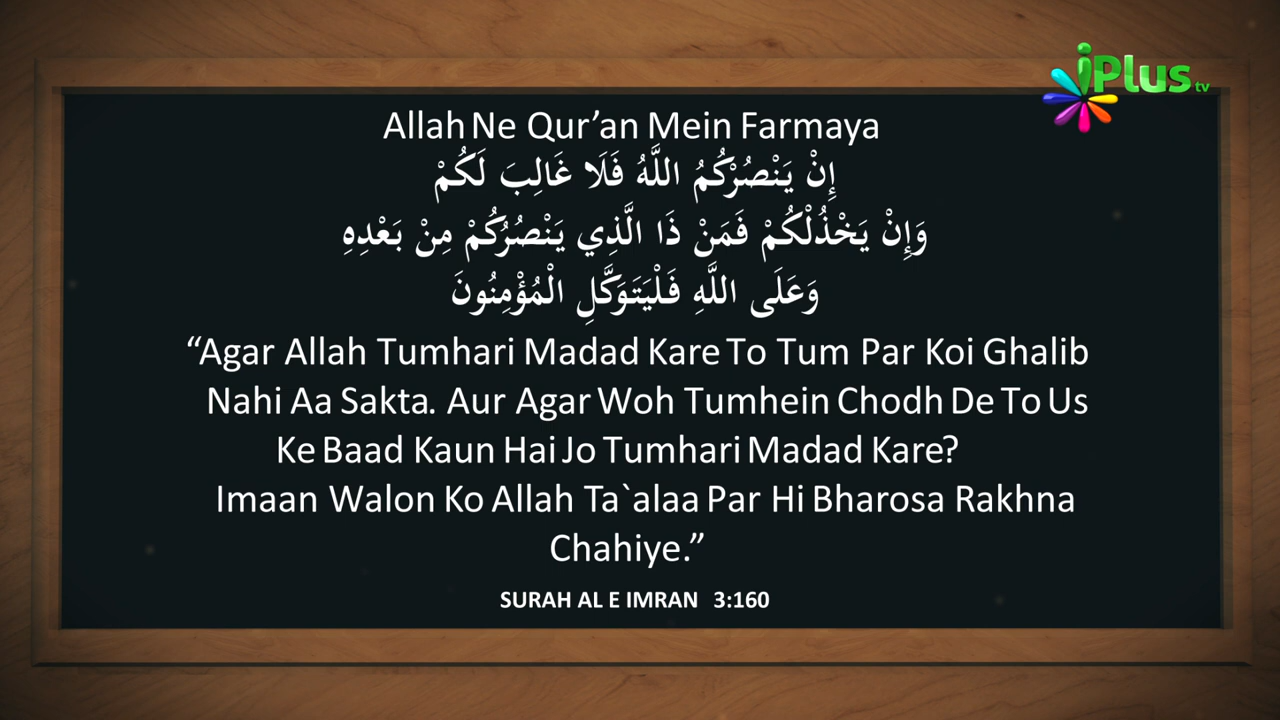 iPlus tv
Allah Ne Qur’an Mein Farmaya
إِنْ يَنْصُرْكُمُ اللَّهُ فَلَا غَالِبَ لَكُمْ
وَإِنْ يَخْذُلْكُمْ فَمَنْ ذَا الَّذِي يَنْصُرُكُمْ مِنْ بَعْدِهِ
وَعَلَى اللَّهِ فَلْيَتَوَكَّلِ الْمُؤْمِنُونَ
“Agar Allah Tumhari Madad Kare To Tum Par Koi Ghalib
Nahi Aa Sakta. Aur Agar Woh Tumhein Chodh De To Us
Ke Baad Kaun Hai Jo Tumhari Madad Kare?
Imaan Walon Ko Allah Ta`alaa Par Hi Bharosa Rakhna
Chahiye.”
SURAH AL E IMRAN 3:160